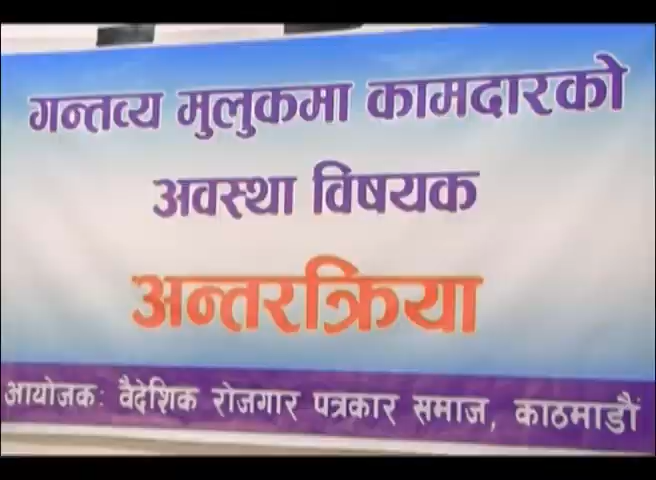 गन्तव्य मुलुकमा कामदारको
अवस्था विषयक
अन्तरक्रिया
आयोजक: वैदेशिक रोजगार पत्रकार समाज, काठमाडौं